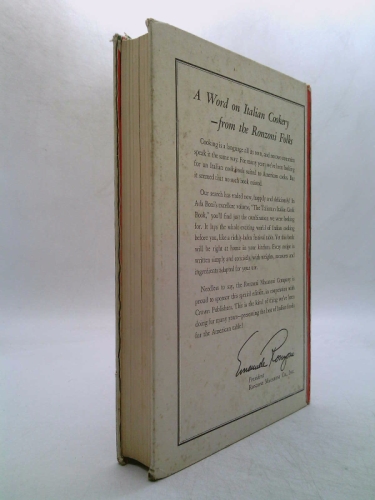 A Word on Italian Cookery
—from the Ronzoni Folks
Cooking is a language all its own, and no two countries
speak it the same way. For many years we've been looking
for an Italian cookbook suited to American cooks. But
it seemed that no such book existed.
Our search has ended now, happily and deliciously! In
Ada Boni's excellent volume, "The Talisman Italian Cook
Book," you'll find just the combination we were looking
for. It has the whole exciting world of Italian cooking
before you, like a richly-laden festival table. Yet this book
will be right at home in your kitchen. Every recipe is
written simply and accurately, with weights, measures and
ingredients adapted for your use.
Needless to say, the Ronzoni Macaroni Company is
proud to sponsor this special edition, in cooperation with
Crown Publishers. This is the kind of thing we've been
doing for many years—presenting the best of Italian foods
for the American table!
Emanuele Ronzoni
President
Ronzoni Macaroni Co., Inc.